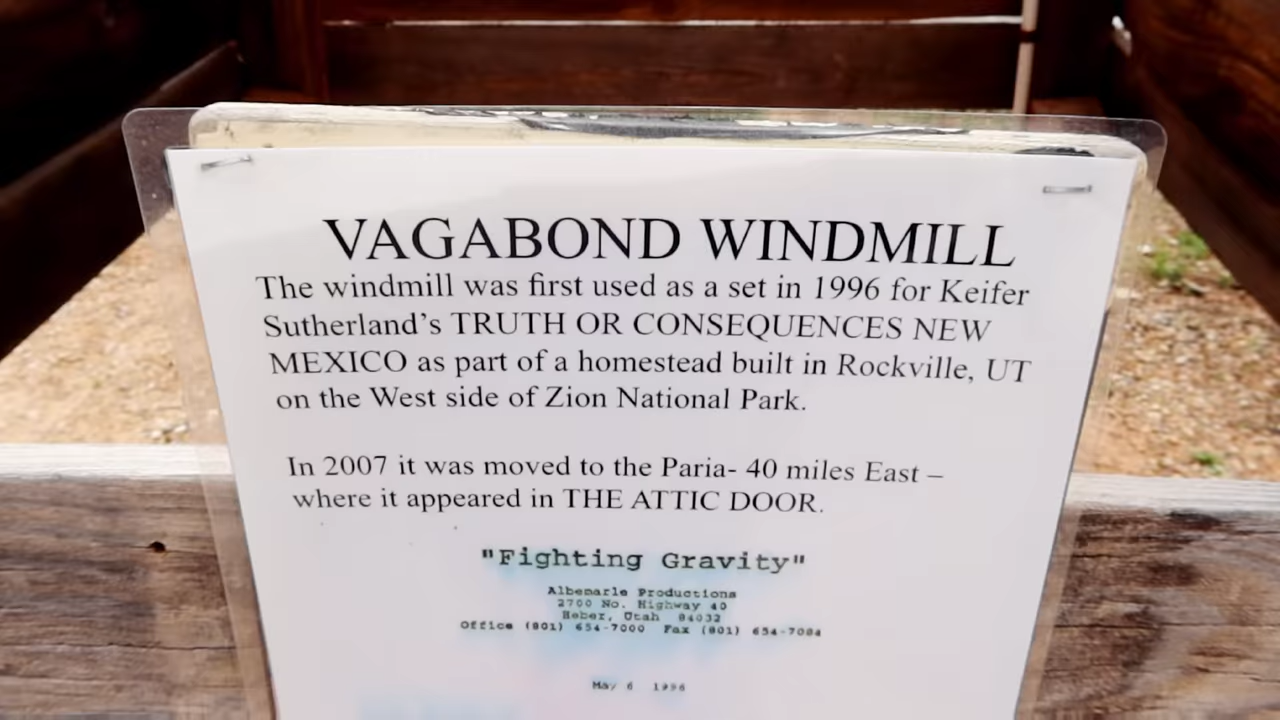 VAGABOND WINDMILL
The windmill was first used as a set in 1996 for Keifer
Sutherland's TRUTH OR CONSEQUENCES NEW
MEXICO as part of a homestead built in Rockville, UT
on the West side of Zion National Park.
In 2007 it was moved to the Paria- 40 miles East –
where it appeared in THE ATTIC DOOR.
"Fighting Gravity"
Albemarle Productions
2700 No. Highway 40
Heber, Utah 84032
Office (801) 654-7000 Fax (801) 654-7084
May 6 1996